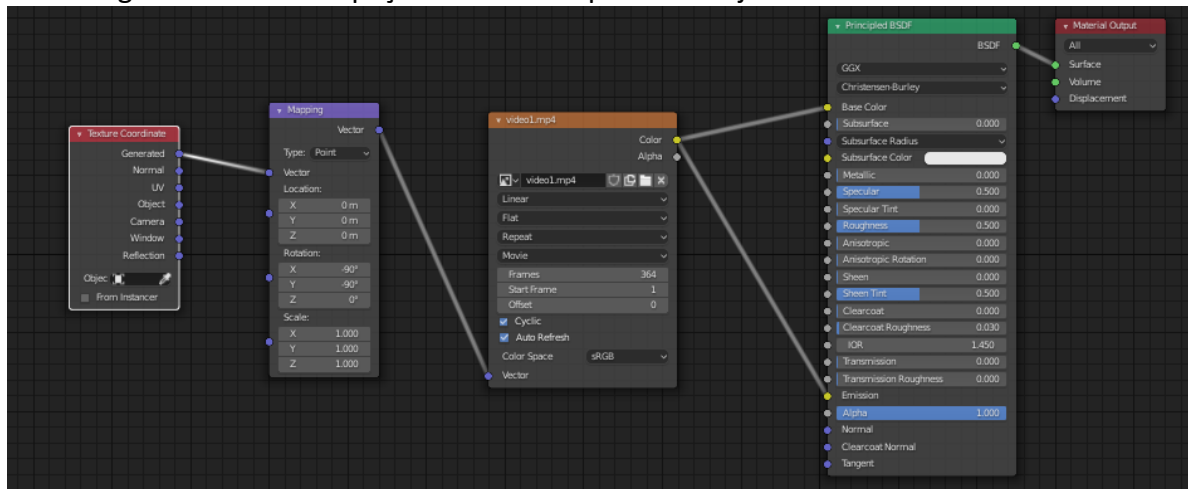 Texture Coordinate
Generated
Normal
UV
Object
Camera
Window
Reflection
Objec
From Instancer
Mapping
Vector
Type: Point
Vector
Location:
X 0 m
Y 0 m
Z 0 m
Rotation:
X -90°
Y -90°
Z 0°
Scale:
X 1.000
Y 1.000
Z 1.000
video1.mp4
Color
Alpha
video1.mp4
Linear
Flat
Repeat
Movie
Frames 364
Start Frame 1
Offset 0
Cyclic
Auto Refresh
Color Space sRGB
Vector
Principled BSDF
BSDF
GGX
Christensen-Burley
Base Color
Subsurface 0.000
Subsurface Radius
Subsurface Color
Metallic 0.000
Specular 0.500
Specular Tint 0.000
Roughness 0.500
Anisotropic 0.000
Anisotropic Rotation 0.000
Sheen 0.000
Sheen Tint 0.500
Clearcoat 0.000
Clearcoat Roughness 0.030
IOR 1.450
Transmission 0.000
Transmission Roughness 0.000
Emission
Alpha 1.000
Normal
Clearcoat Normal
Tangent
Material Output
All
Surface
Volume
Displacement